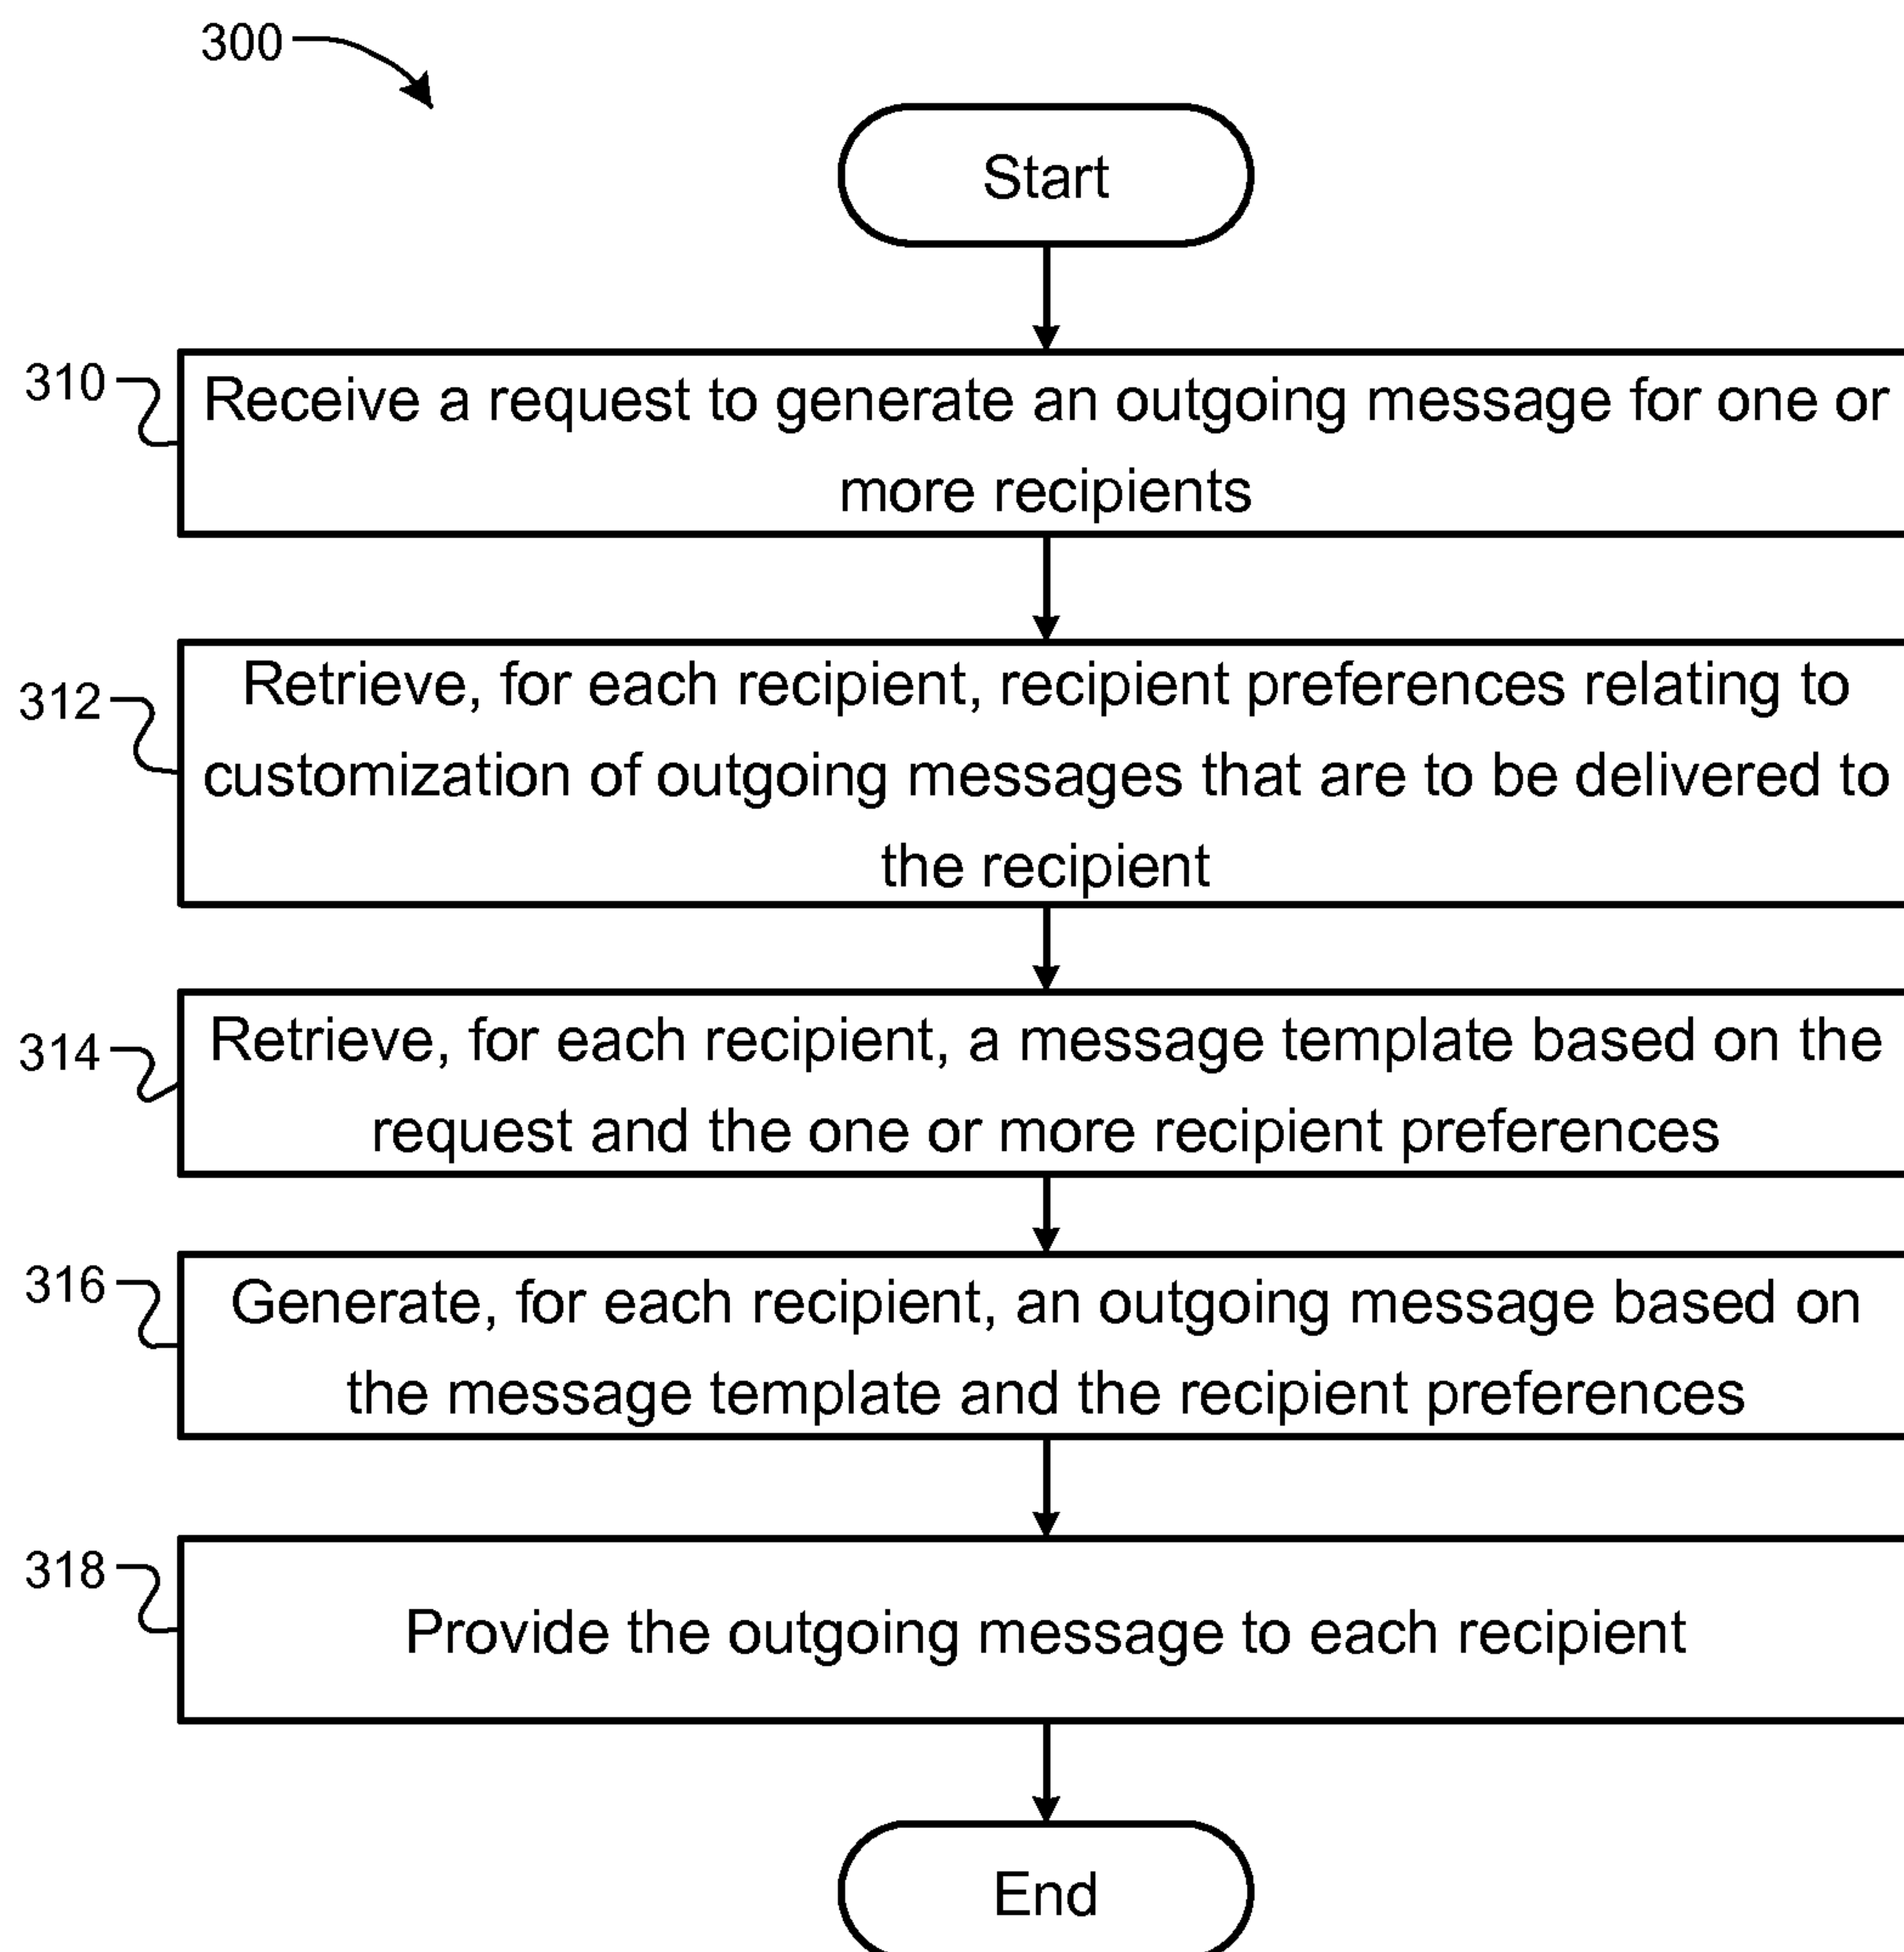 300
Start
310
Receive a request to generate an outgoing message for one or
more recipients
312
Retrieve, for each recipient, recipient preferences relating to
customization of outgoing messages that are to be delivered to
the recipient
314
Retrieve, for each recipient, a message template based on the
request and the one or more recipient preferences
316
Generate, for each recipient, an outgoing message based on
the message template and the recipient preferences
318
Provide the outgoing message to each recipient
End